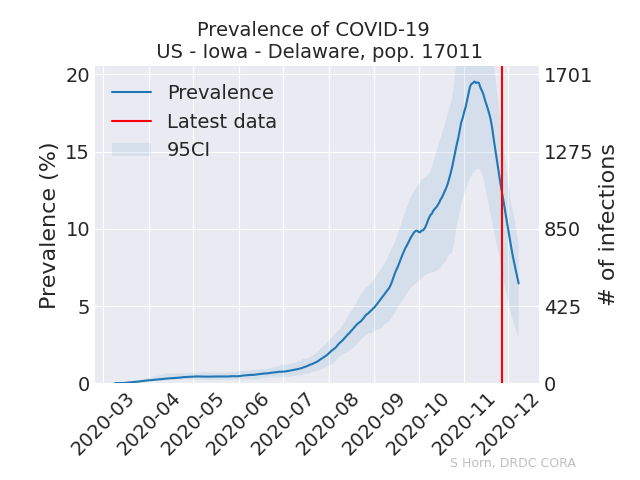 Prevalence of COVID-19
US - Iowa - Delaware, pop. 17011
Prevalence (%)
20
15
10
5
0
Prevalence
Latest data
95CI
1701
1275
850
425
0
# of infections
2020-03
2020-04
2020-05
2020-06
2020-07
2020-08
2020-09
2020-10
2020-11
2020-12
S Horn, DRDC CORA